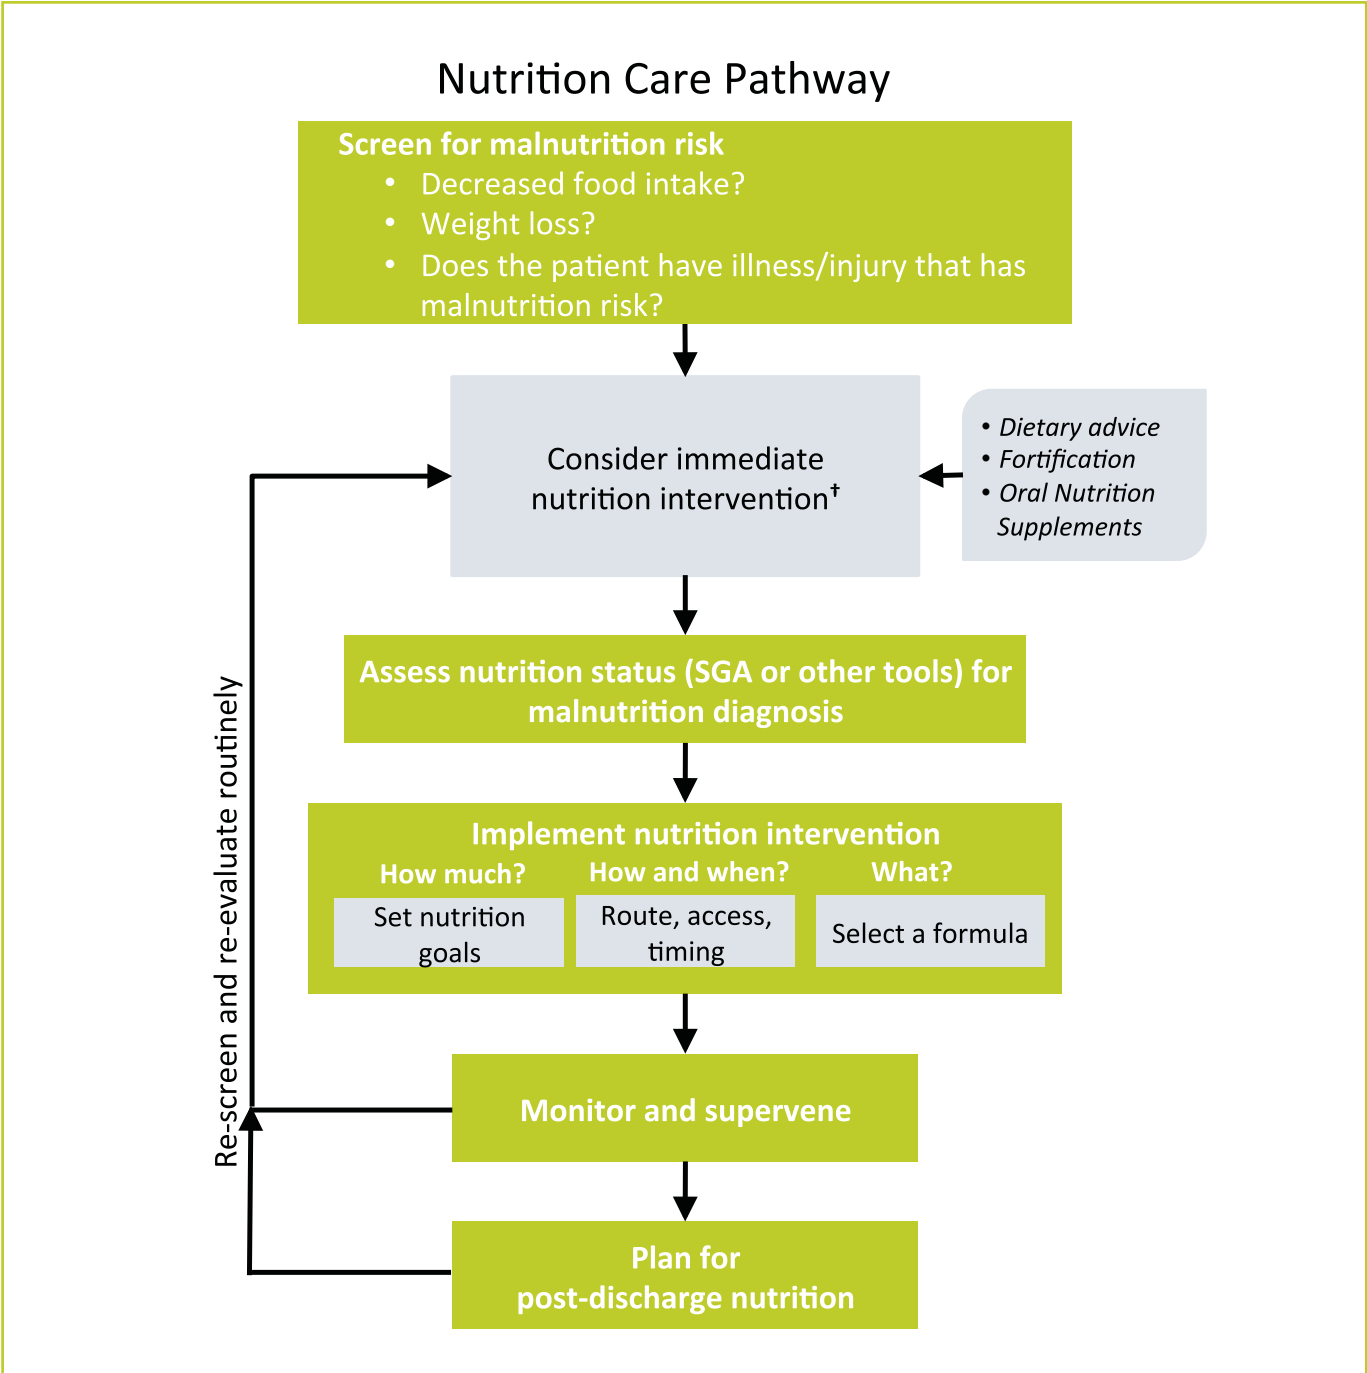 Nutrition Care Pathway
Screen for malnutrition risk
• Decreased food intake?
• Weight loss?
• Does the patient have illness/injury that has
malnutrition risk?
Consider immediate
nutrition intervention†
• Dietary advice
• Fortification
• Oral Nutrition
Supplements
Assess nutrition status (SGA or other tools) for
malnutrition diagnosis
Implement nutrition intervention
How much? How and when? What?
Set nutrition
goals
Route, access,
timing
Select a formula
Monitor and supervene
Plan for
post-discharge nutrition
Re-screen and re-evaluate routinely